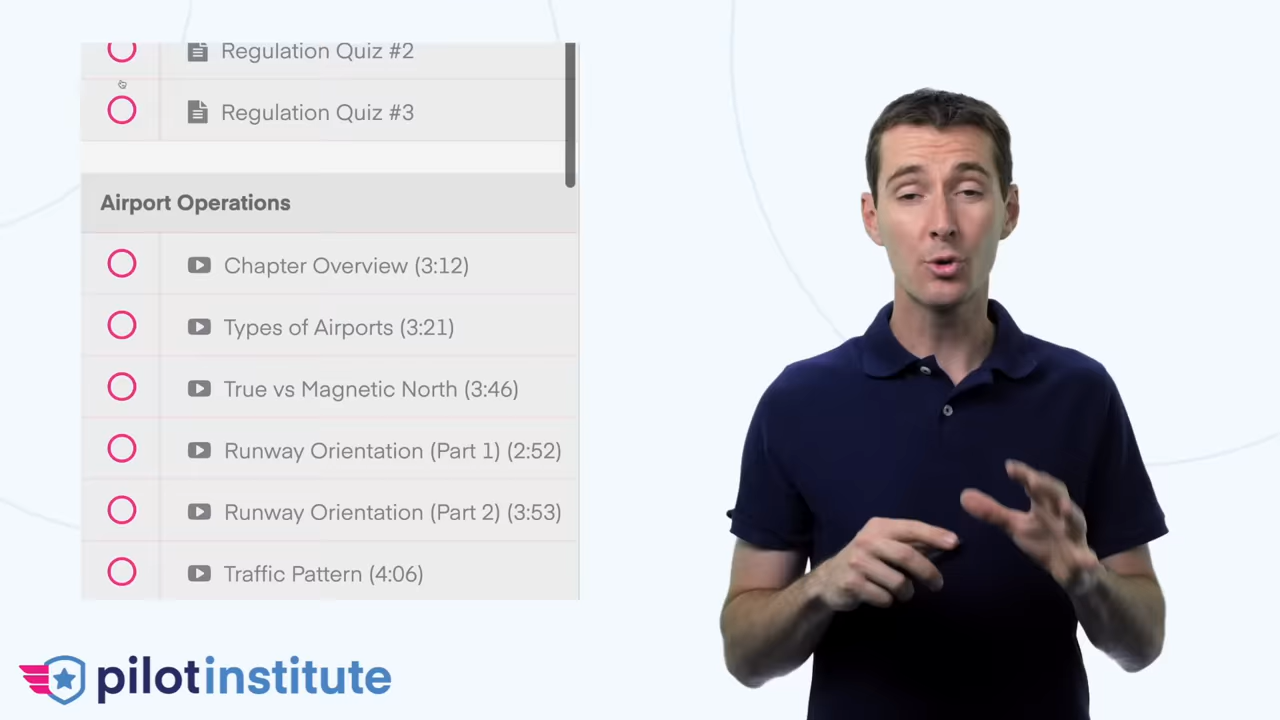 Regulation Quiz #2
Regulation Quiz #3
Airport Operations
Chapter Overview (3:12)
Types of Airports (3:21)
True vs Magnetic North (3:46)
Runway Orientation (Part 1) (2:52)
Runway Orientation (Part 2) (3:53)
Traffic Pattern (4:06)
pilotinstitute